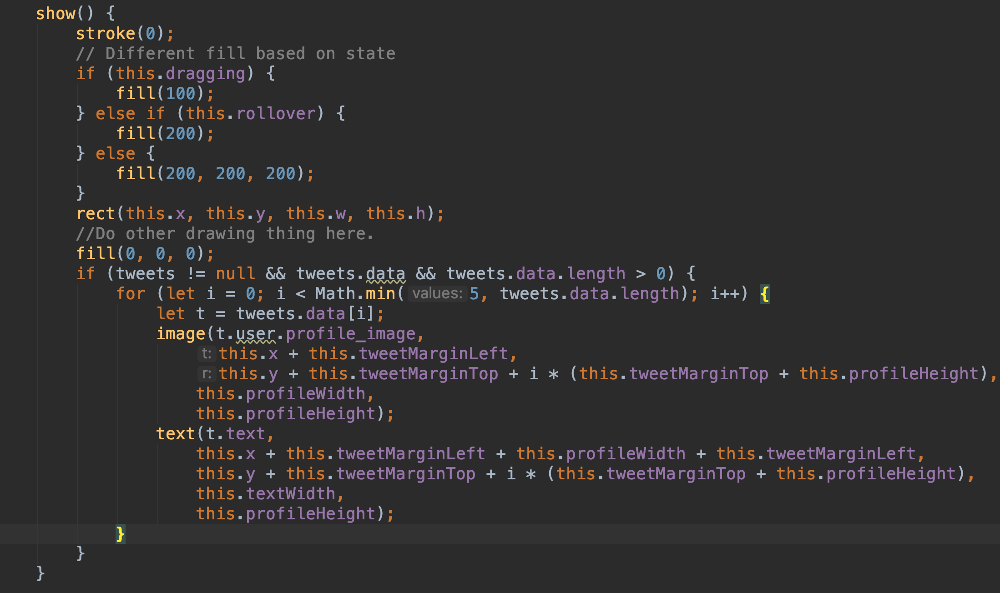 show() {
stroke(0);
// Different fill based on state
if (this.dragging) {
fill(100);
} else if (this.rollover) {
fill(200);
} else {
fill(200, 200, 200);
}
rect(this.x, this.y, this.w, this.h);
//Do other drawing thing here.
fill(0, 0, 0);
if (tweets != null && tweets.data && tweets.data.length > 0) {
for (let i = 0; i < Math.min( values: 5, tweets.data.length); i++) {
let t = tweets.data[i];
image(t.user.profile_image,
t: this.x + this.tweetMarginLeft,
r: this.y + this.tweetMarginTop + i * (this.tweetMarginTop + this.profileHeight),
this.profileWidth,
this.profileHeight);
text(t.text,
this.x + this.tweetMarginLeft + this.profileWidth + this.tweetMarginLeft,
this.y + this.tweetMarginTop + i * (this.tweetMarginTop + this.profileHeight),
this.textWidth,
this.profileHeight);
}
}
}